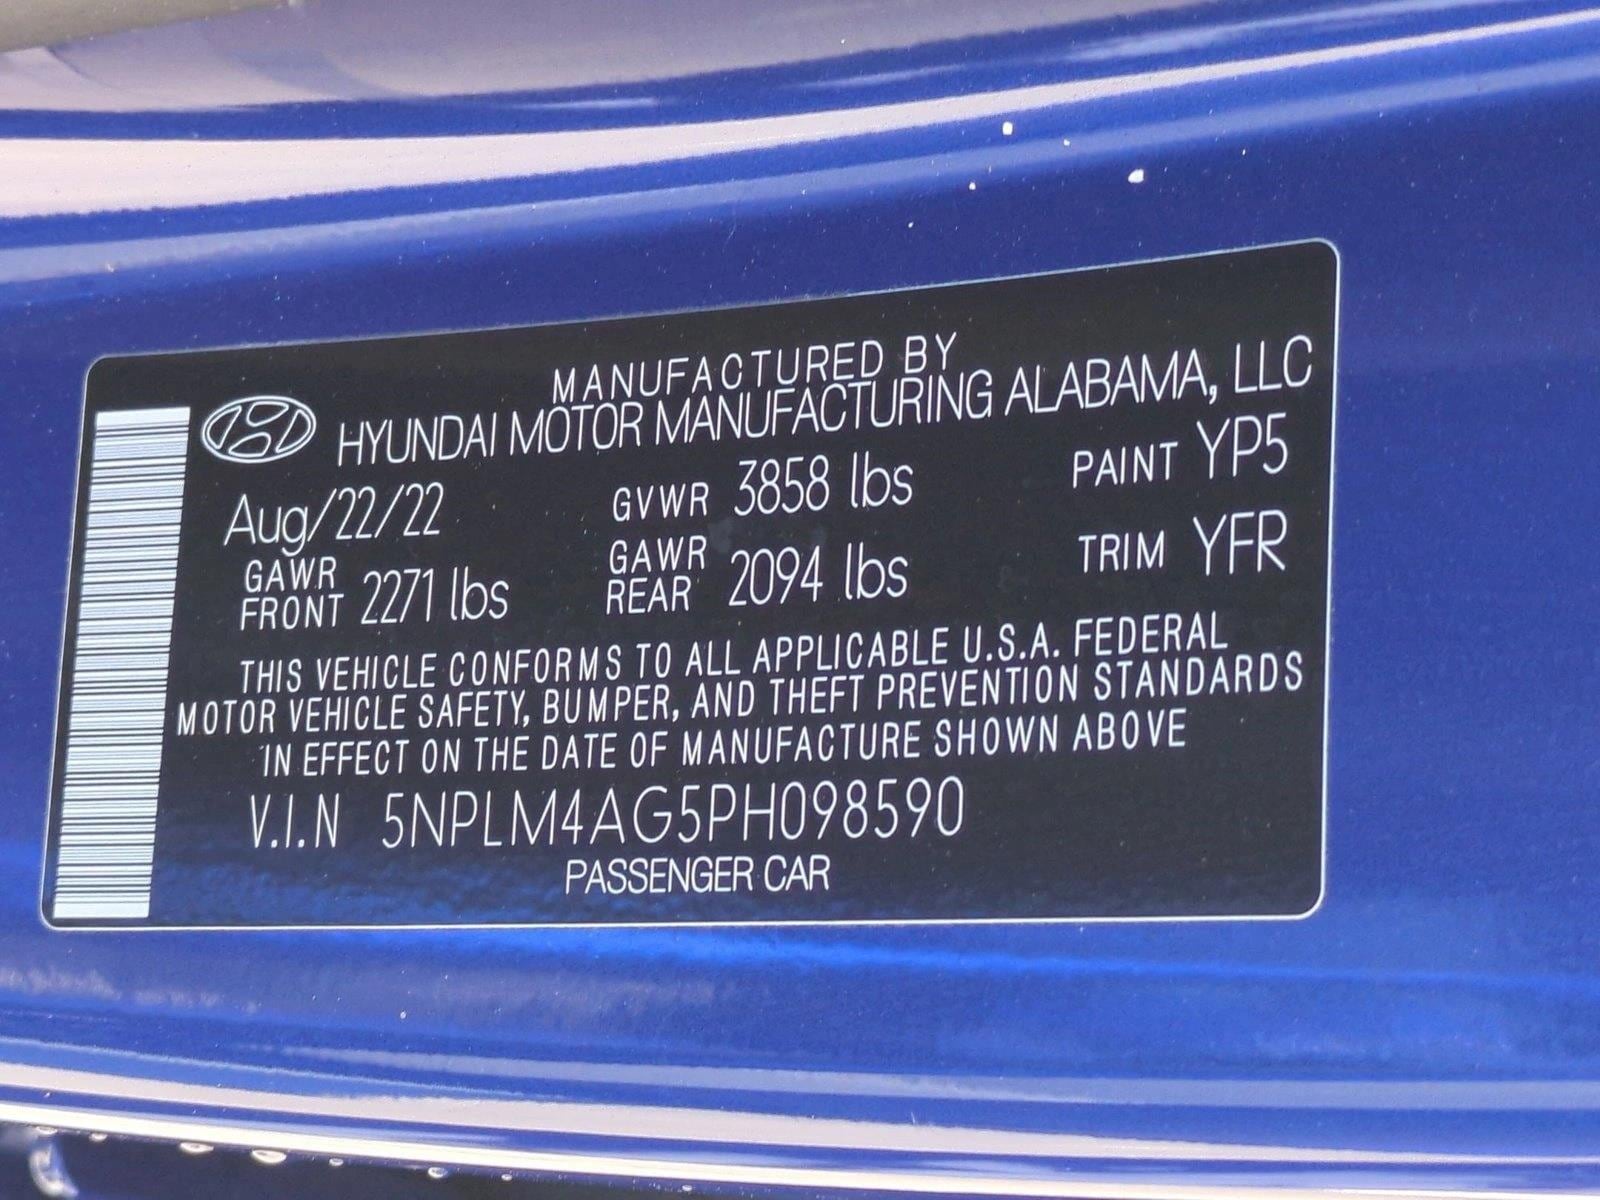 MANUFACTURED BY
HYUNDAI MOTOR MANUFACTURING ALABAMA, LLC
Aug/22/22 GVWR 3858 lbs PAINT YP5
GAWR FRONT 2271 lbs GAWR REAR 2094 lbs TRIM YFR
THIS VEHICLE CONFORMS TO ALL APPLICABLE U.S.A. FEDERAL
MOTOR VEHICLE SAFETY, BUMPER, AND THEFT PREVENTION STANDARDS
IN EFFECT ON THE DATE OF MANUFACTURE SHOWN ABOVE
V.I.N 5NPLM4AG5PH098590
PASSENGER CAR